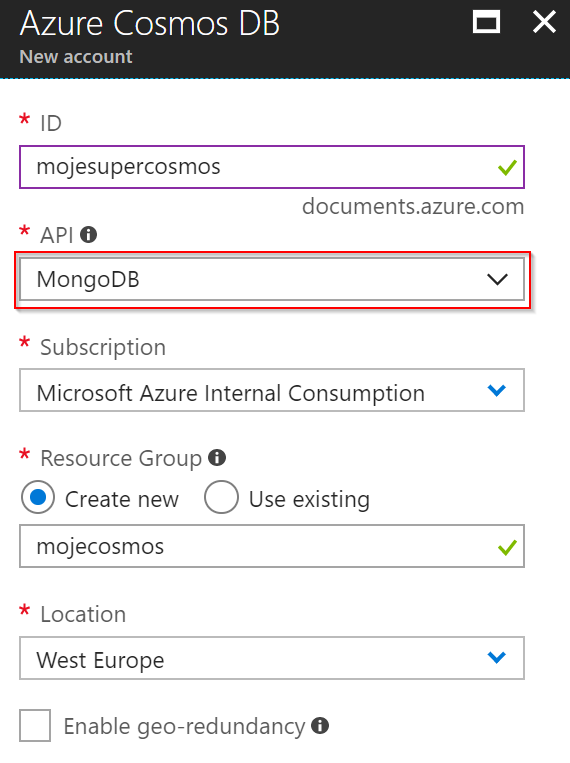 Azure Cosmos DB
New account
* ID
mojesupercosmos
documents.azure.com
* API
MongoDB
* Subscription
Microsoft Azure Internal Consumption
* Resource Group
Create new Use existing
mojecosmos
* Location
West Europe
Enable geo-redundancy